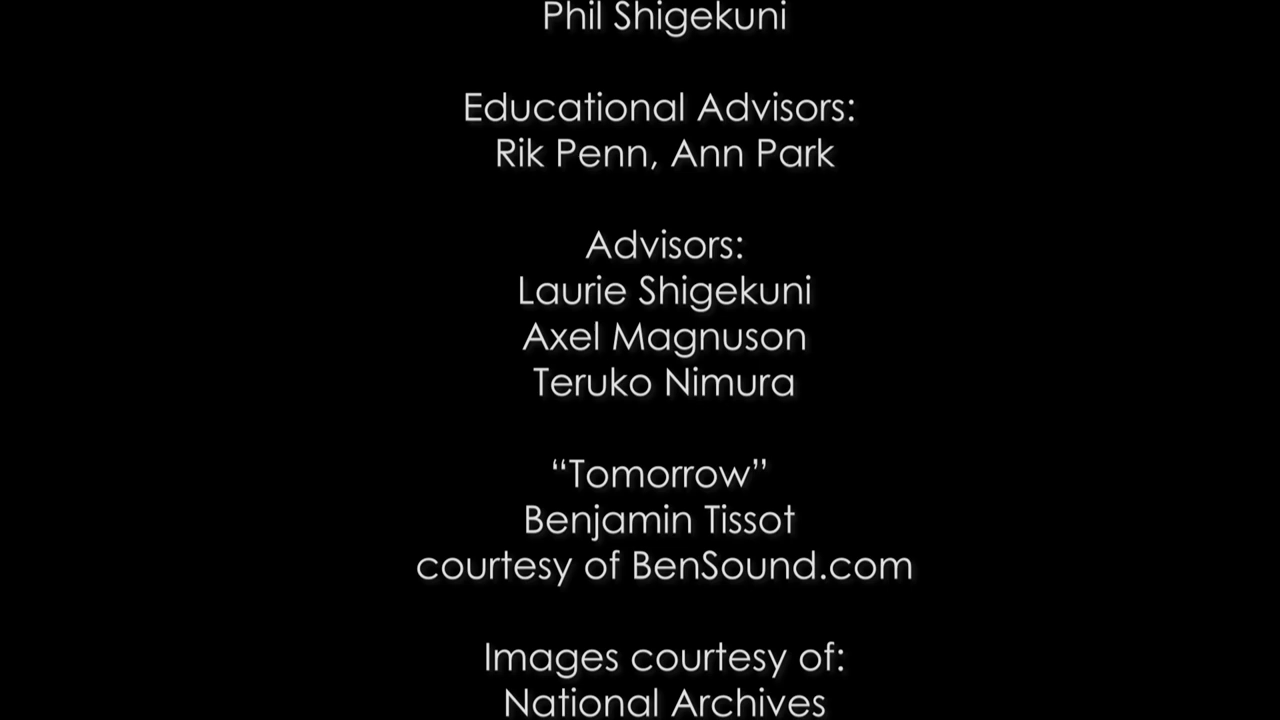 Phil Shigekuni
Educational Advisors:
Rik Penn, Ann Park
Advisors:
Laurie Shigekuni
Axel Magnuson
Teruko Nimura
“Tomorrow”
Benjamin Tissot
courtesy of BenSound.com
Images courtesy of:
National Archives